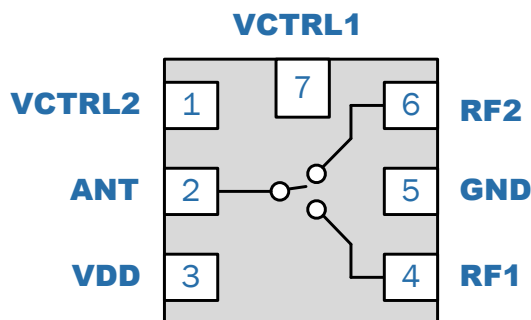 VCTRL1
VCTRL2 1 7 6 RF2
ANT 2 5 GND
VDD 3 4 RF1